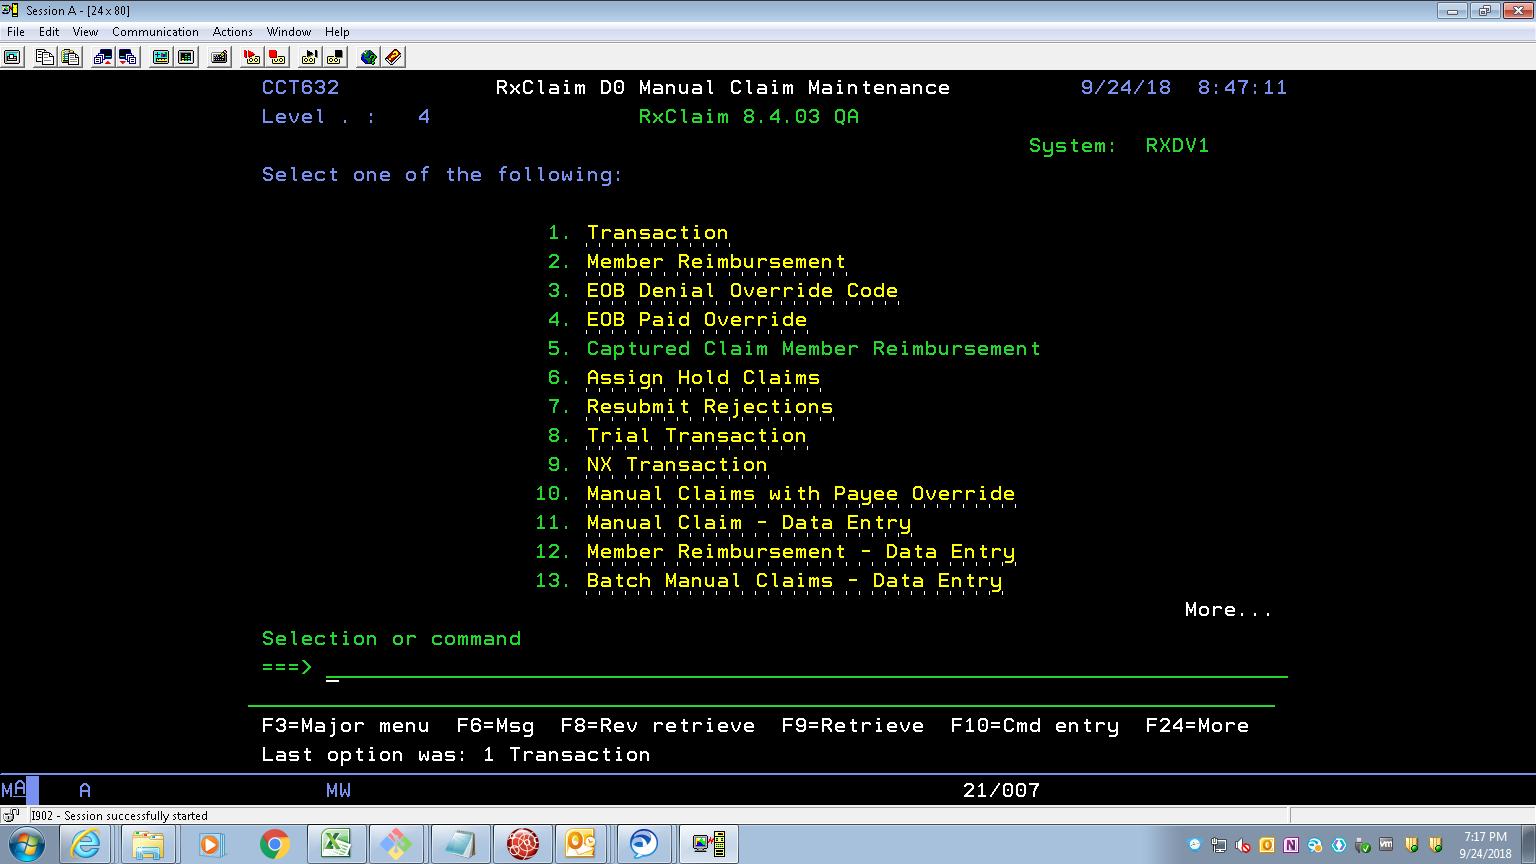 Session A - [24 x 80]
File Edit View Communication Actions Window Help
CCT632 RxClaim D0 Manual Claim Maintenance 9/24/18 8:47:11
Level . : 4 RxClaim 8.4.03 QA
System: RXDV1
Select one of the following:
1. Transaction
2. Member Reimbursement
3. EOB Denial Override Code
4. EOB Paid Override
5. Captured Claim Member Reimbursement
6. Assign Hold Claims
7. Resubmit Rejections
8. Trial Transaction
9. NX Transaction
10. Manual Claims with Payee Override
11. Manual Claim - Data Entry
12. Member Reimbursement - Data Entry
13. Batch Manual Claims - Data Entry
More...
Selection or command
===>
F3=Major menu F6=Msg F8=Rev retrieve F9=Retrieve F10=Cmd entry F24=More
Last option was: 1 Transaction
MA A MW 21/007
I902 - Session successfully started
7:17 PM
9/24/2018